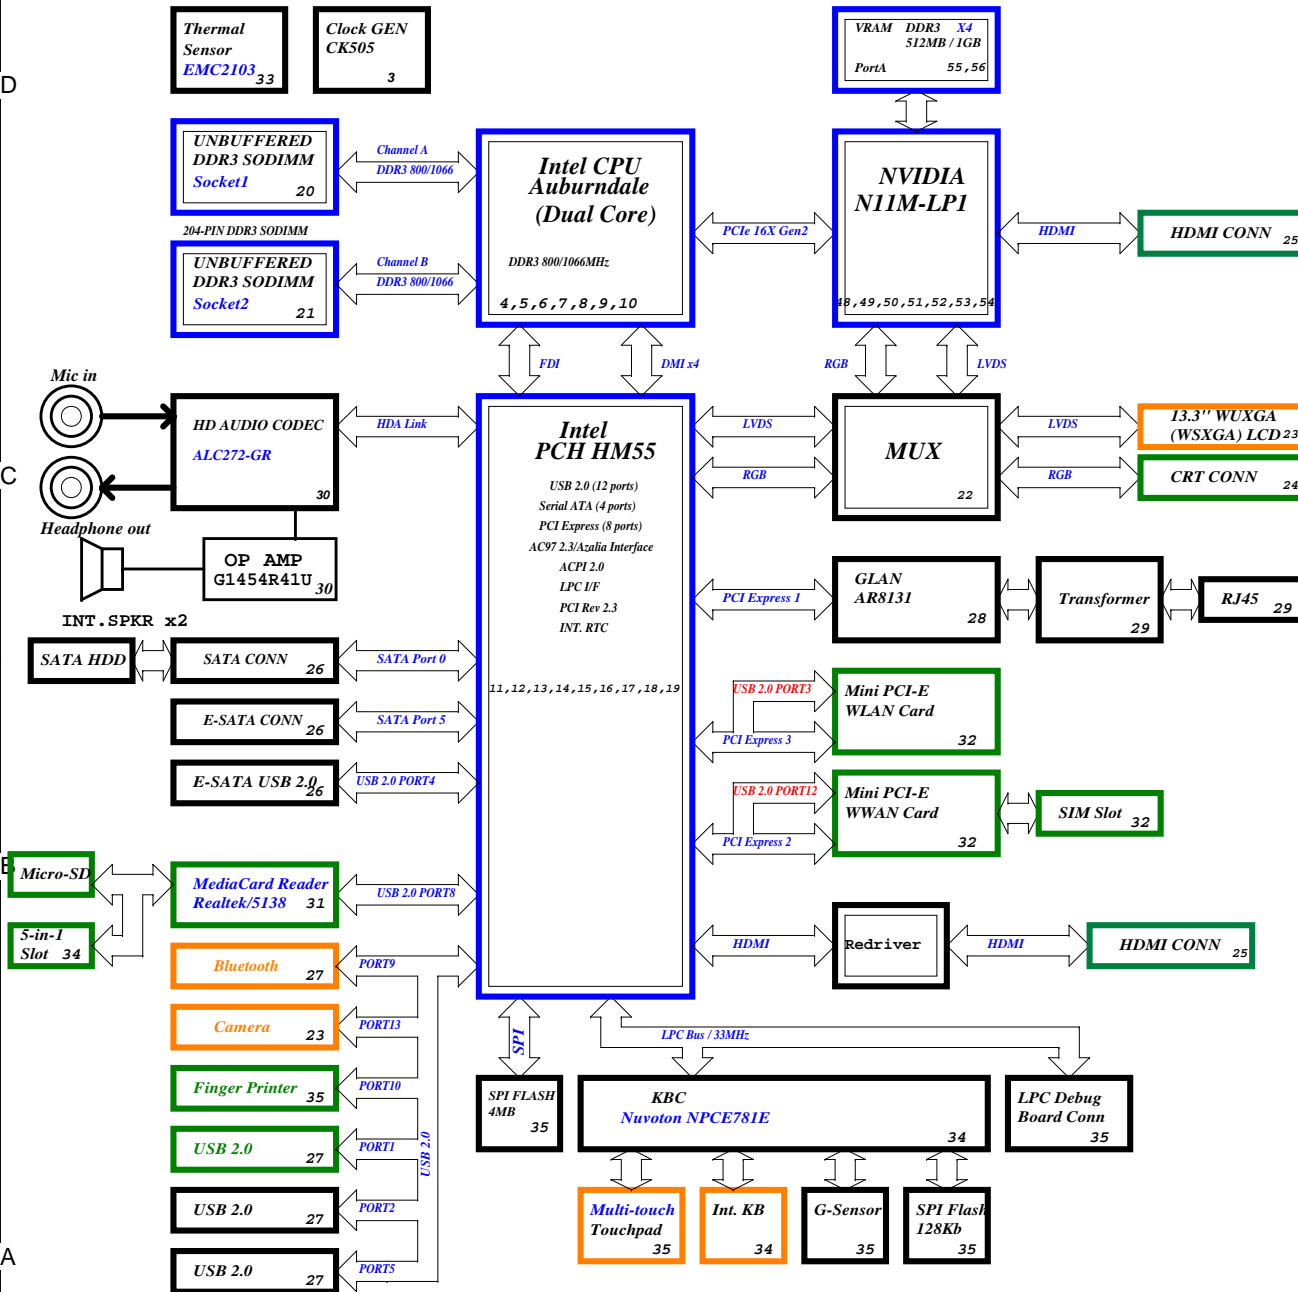 Thermal
Sensor
EMC2103
33
Clock GEN
CK505
3
VRAM DDR3 X4
512MB / 1GB
PortA 55,56
D
UNBUFFERED
DDR3 SODIMM
Socket1
20
Channel A
DDR3 800/1066
204-PIN DDR3 SODIMM
UNBUFFERED
DDR3 SODIMM
Socket2
21
Channel B
DDR3 800/1066
Intel CPU
Auburndale
(Dual Core)
DDR3 800/1066MHz
4,5,6,7,8,9,10
PCIe 16X Gen2
NVIDIA
N11M-LP1
48,49,50,51,52,53,54
HDMI
HDMI CONN
25
FDI
DMI x4
RGB
LVDS
Mic in
HD AUDIO CODEC
ALC272-GR
30
HDA Link
C
Headphone out
OP AMP
G1454R41U
30
INT.SPKR x2
Intel
PCH HM55
USB 2.0 (12 ports)
Serial ATA (4 ports)
PCI Express (8 ports)
AC97 2.3/Azalia Interface
ACPI 2.0
LPC I/F
PCI Rev 2.3
INT. RTC
11,12,13,14,15,16,17,18,19
LVDS
RGB
MUX
22
LVDS
RGB
13.3" WUXGA
(WSXGA) LCD
23
CRT CONN
24
PCI Express 1
GLAN
AR8131
28
Transformer
29
RJ45
29
SATA HDD
SATA CONN
26
SATA Port 0
E-SATA CONN
26
SATA Port 5
E-SATA USB 2.0
26
USB 2.0 PORT4
USB 2.0 PORT3
PCI Express 3
Mini PCI-E
WLAN Card
32
USB 2.0 PORT12
PCI Express 2
Mini PCI-E
WWAN Card
32
SIM Slot
32
B
Micro-SD
5-in-1
Slot 34
MediaCard Reader
Realtek/5138
31
USB 2.0 PORT8
HDMI
Redriver
HDMI
HDMI CONN
25
Bluetooth
27
PORT9
Camera
23
PORT13
Finger Printer
35
PORT10
USB 2.0
27
PORT1
USB 2.0
27
PORT2
USB 2.0
27
PORT5
USB 2.0
SPI
LPC Bus / 33MHz
SPI FLASH
4MB
35
KBC
Nuvoton NPCE781E
34
LPC Debug
Board Conn
35
Multi-touch
Touchpad
35
Int. KB
34
G-Sensor
35
SPI Flash
128Kb
35
A